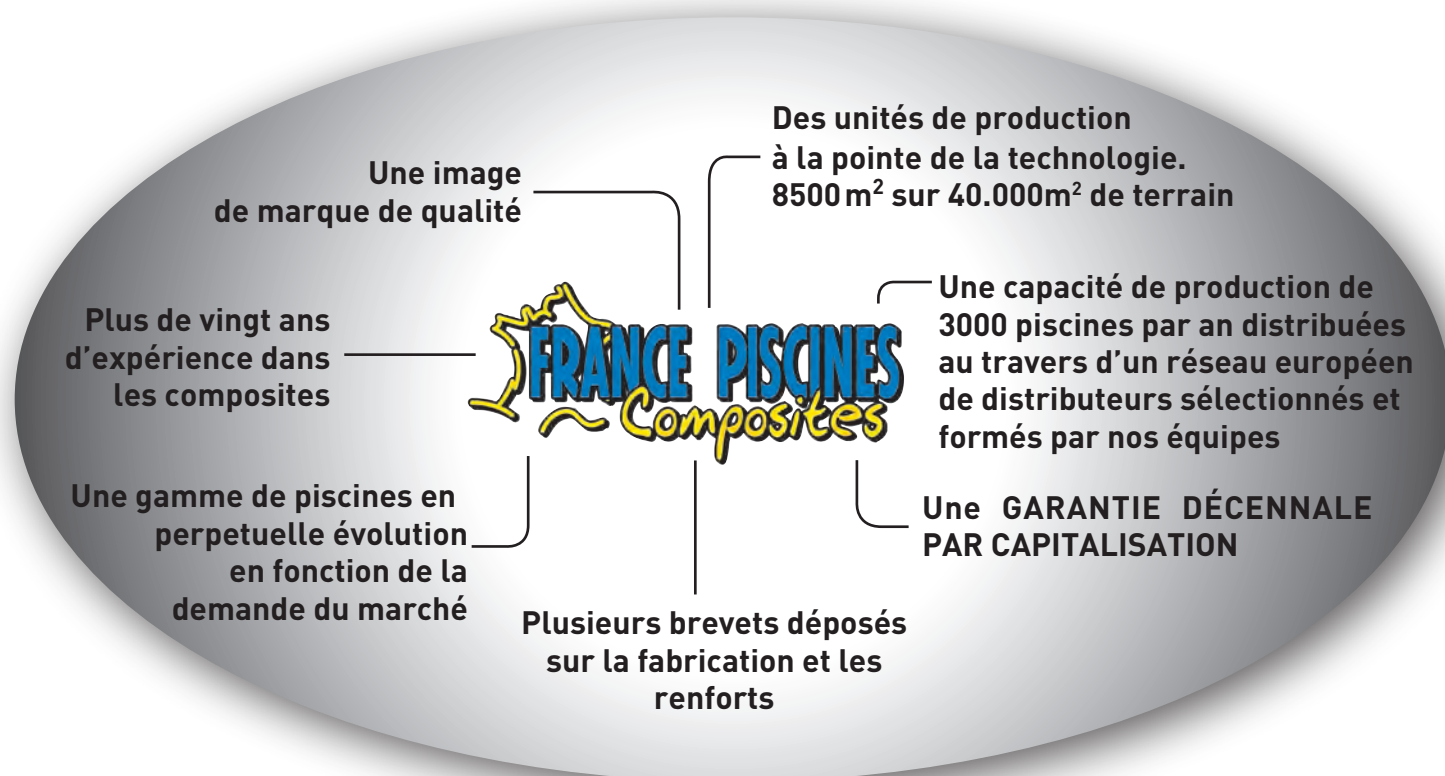 Des unités de production
à la pointe de la technologie.
8500 m² sur 40.000m² de terrain
Une image
de marque de qualité
Une capacité de production de
3000 piscines par an distribuées
au travers d'un réseau européen
de distributeurs sélectionnés et
formés par nos équipes
Plus de vingt ans
d'expérience dans
les composites
FRANCE PISCINES
Composites
Une gamme de piscines en
perpetuelle évolution
en fonction de la
demande du marché
Une GARANTIE DÉCENNALE
PAR CAPITALISATION
Plusieurs brevets déposés
sur la fabrication et les
renforts